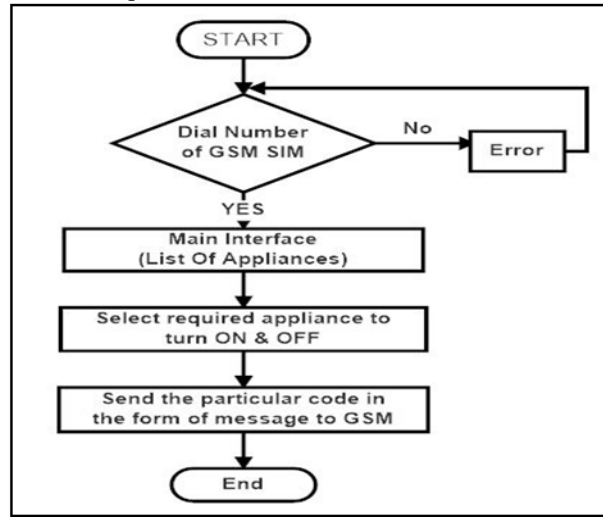 START
Dial Number
of GSM SIM
No
Error
YES
Main Interface
(List Of Appliances)
Select required appliance to
turn ON & OFF
Send the particular code in
the form of message to GSM
End